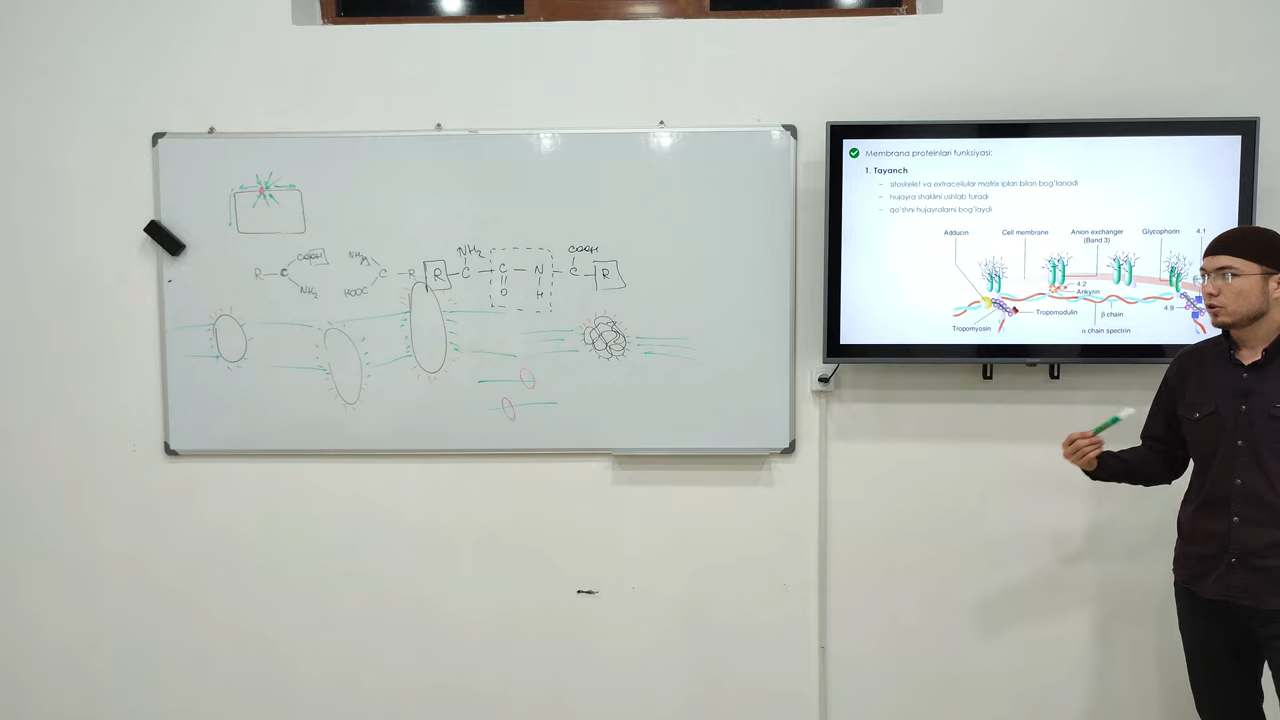 R—C
COOH
NH₂
NH₂
C—R
HOOC
NH₂
R—C—C—N—C—R
O
H
COOH
Membrana proteinlari funksiyasi:
1. Tayanch
– sitoskelet va extracellular matrix iplari bilan bog'lanadi
– hujayra shaklini ushlab turadi
– qo'shni hujayralarni bog'laydi
Adducin
Cell membrane
Anion exchanger
(Band 3)
Glycophorin
4.1
4.2
Ankyrin
Tropomodulin
β chain
4.9
Tropomyosin
α chain spectrin